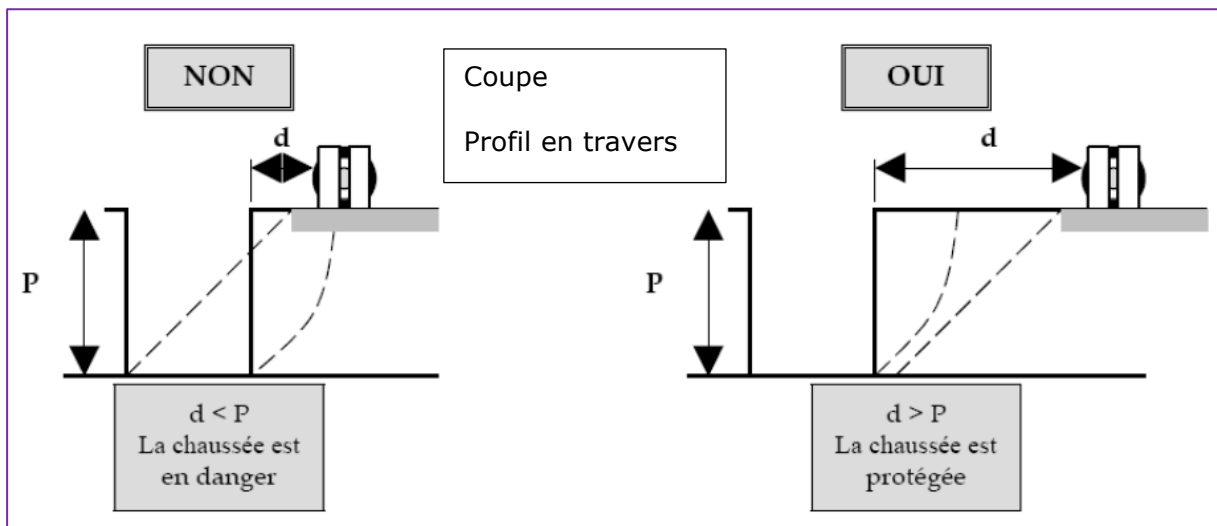 NON
Coupe
Profil en travers
OUI
d
d
P
P
d < P
La chaussée est
en danger
d > P
La chaussée est
protégée